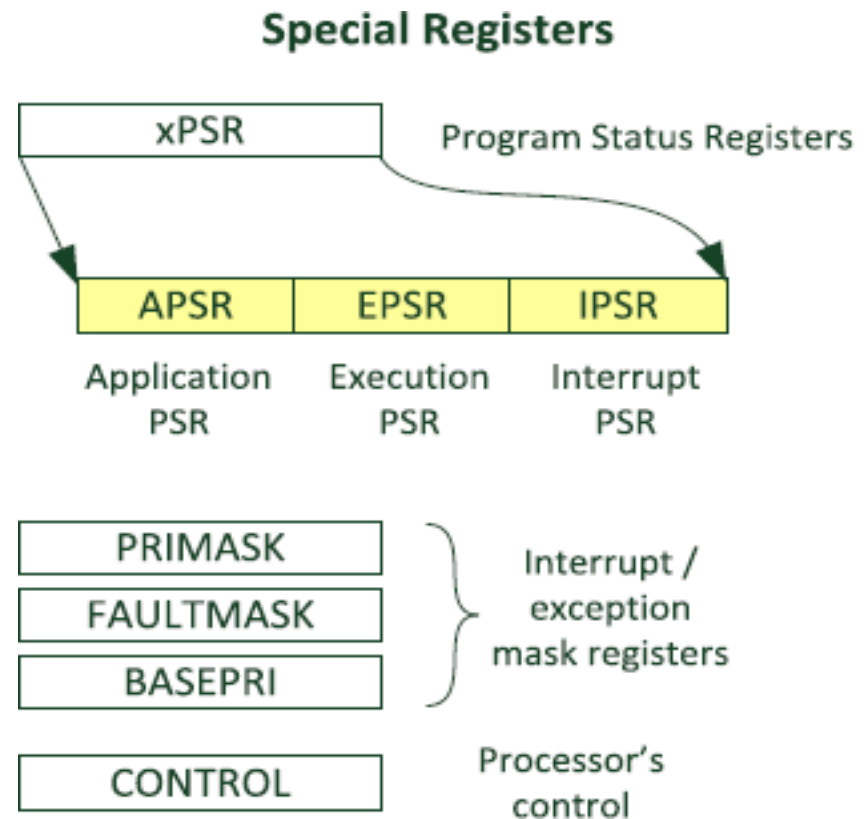 Special Registers
xPSR
Program Status Registers
APSR
EPSR
IPSR
Application
PSR
Execution
PSR
Interrupt
PSR
PRIMASK
FAULTMASK
BASEPRI
Interrupt /
exception
mask registers
CONTROL
Processor's
control